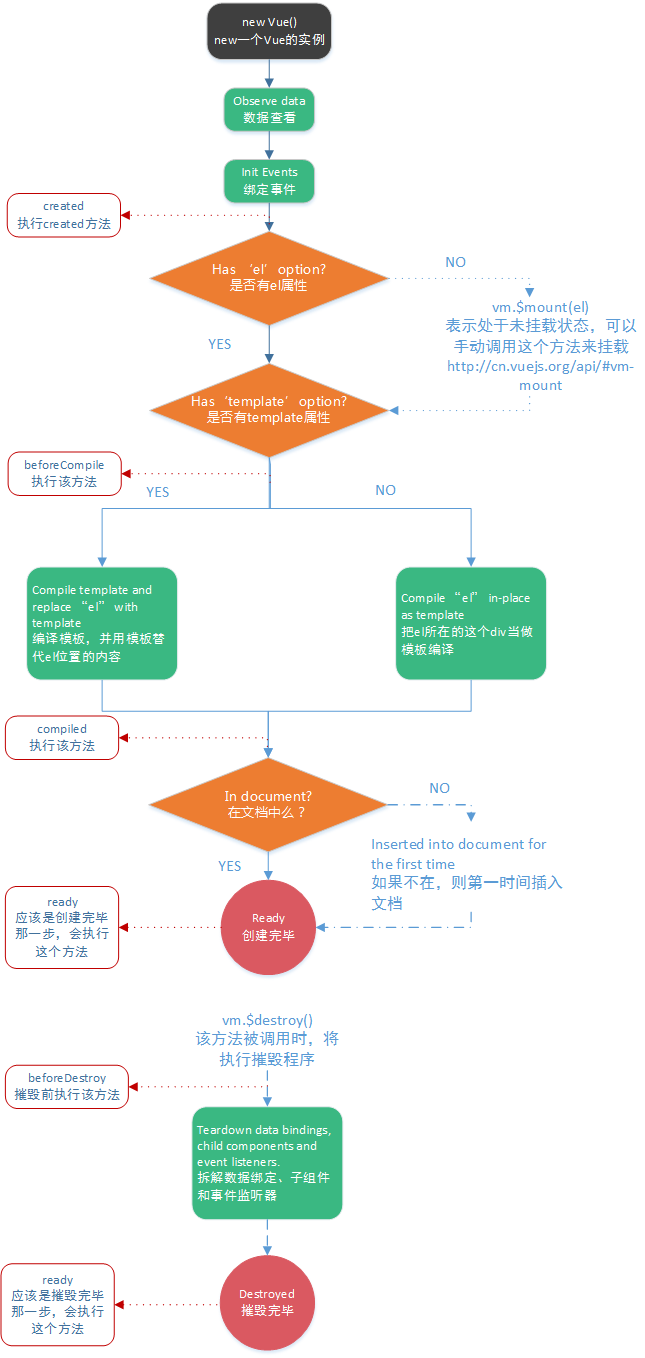 new Vue()
new一个Vue的实例
Observe data
数据查看
Init Events
绑定事件
created
执行created方法
Has ‘el’ option?
是否有el属性
NO
vm.$mount(el)
表示处于未挂载状态，可以
手动调用这个方法来挂载
http://cn.vuejs.org/api/#vm-
mount
YES
Has ‘template’ option?
是否有template属性
beforeCompile
执行该方法
YES
NO
Compile template and
replace “el” with
template
编译模板，并用模板替
代el位置的内容
Compile “el” in-place
as template
把el所在的这个div当做
模板编译
compiled
执行该方法
In document?
在文档中么？
NO
Inserted into document for
the first time
如果不在，则第一时间插入
文档
YES
ready
应该是创建完毕
那一步，会执行
这个方法
Ready
创建完毕
vm.$destroy()
该方法被调用时，将
执行摧毁程序
beforeDestroy
摧毁前执行该方法
Teardown data bindings,
child components and
event listeners.
拆解数据绑定、子组件
和事件监听器
ready
应该是摧毁完毕
那一步，会执行
这个方法
Destroyed
摧毁完毕